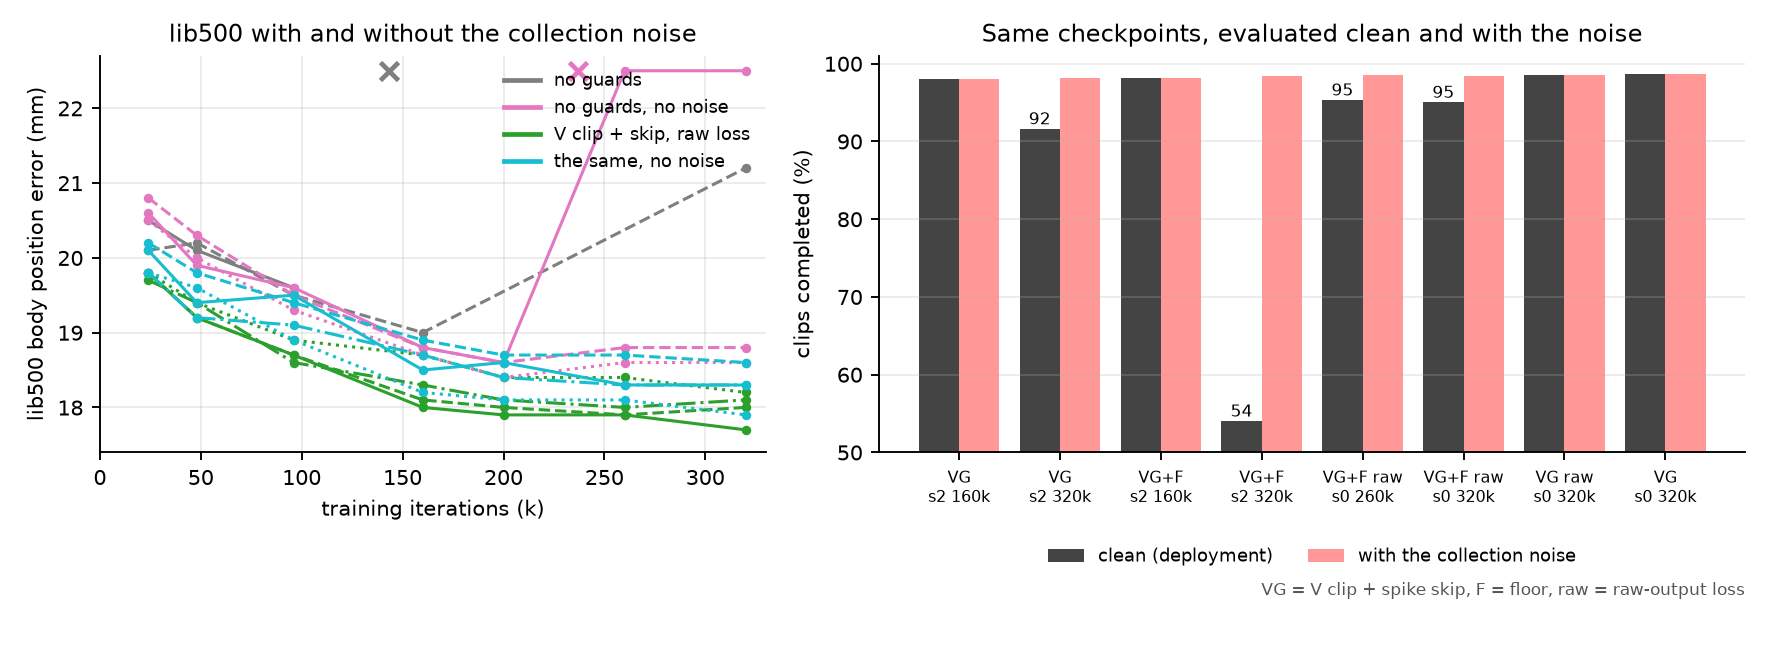 lib500 with and without the collection noise
lib500 body position error (mm)
22
21
20
19
18
0 50 100 150 200 250 300
training iterations (k)
no guards
no guards, no noise
V clip + skip, raw loss
the same, no noise
Same checkpoints, evaluated clean and with the noise
clips completed (%)
100
90
80
70
60
50
92
54
95
95
VG
s2 160k
VG
s2 320k
VG+F
s2 160k
VG+F
s2 320k
VG+F raw
s0 260k
VG+F raw
s0 320k
VG raw
s0 320k
VG
s0 320k
clean (deployment)
with the collection noise
VG = V clip + spike skip, F = floor, raw = raw-output loss